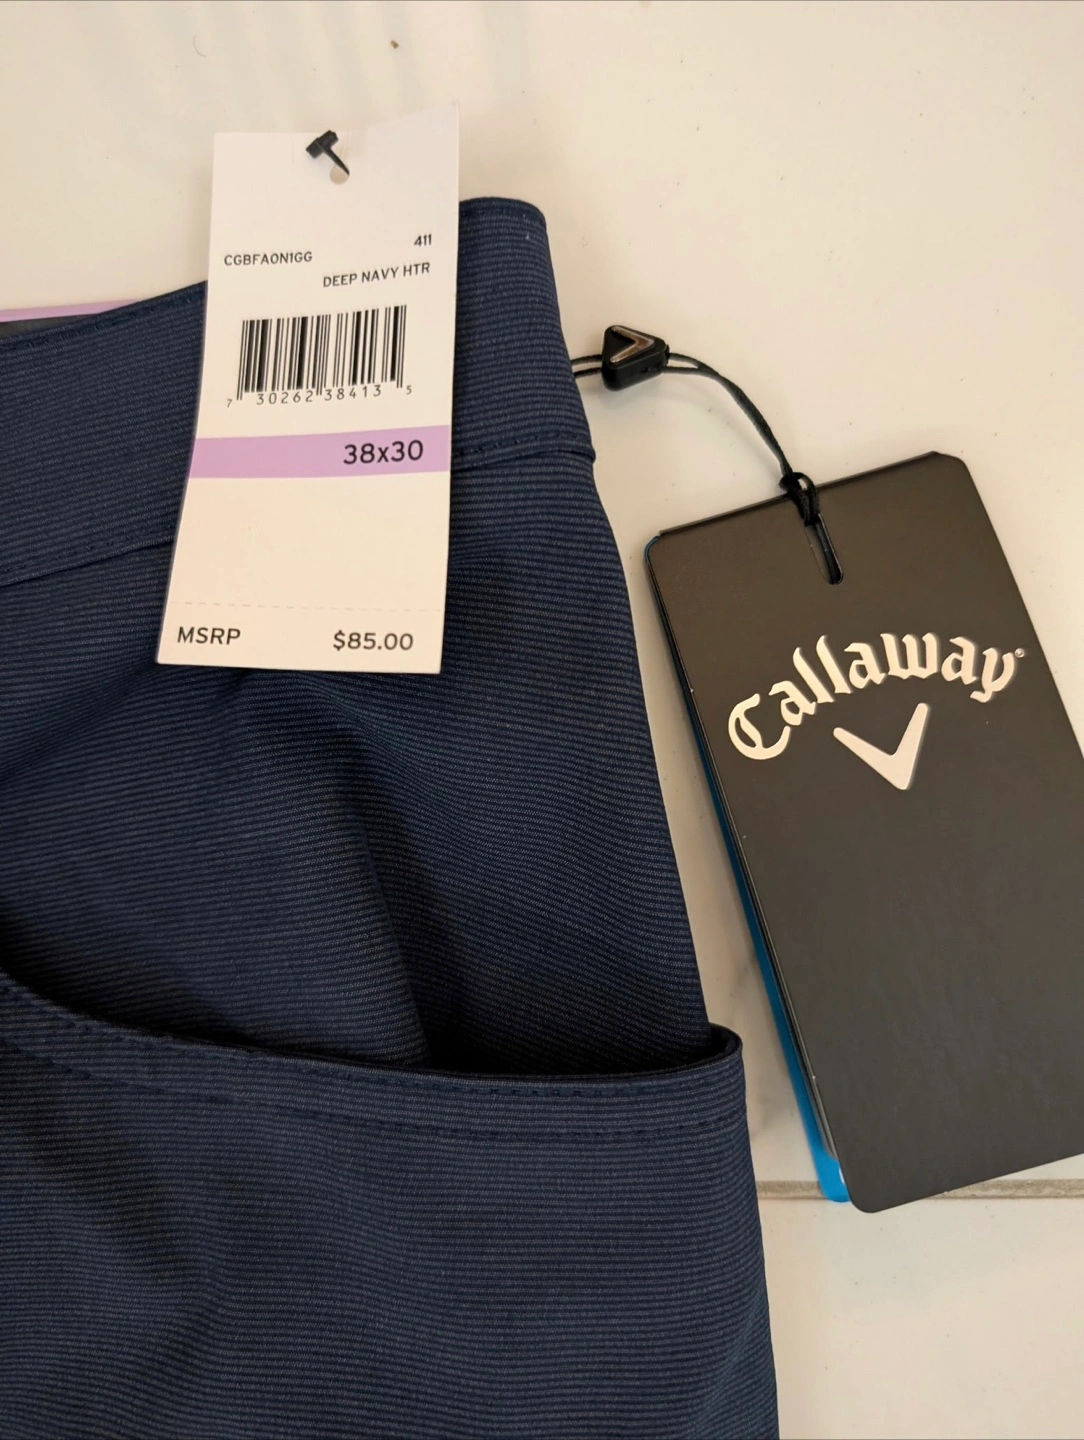 411
CGBFA0N1GG
DEEP NAVY HTR
7 30262 38413 5
38x30
MSRP $85.00
Callaway®